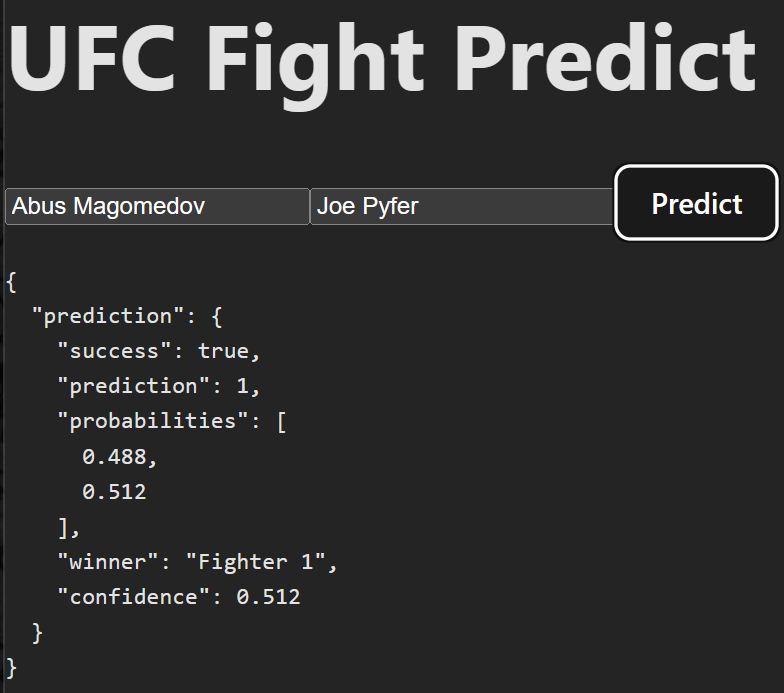 UFC Fight Predict
Abus Magomedov Joe Pyfer Predict
{
  "prediction": {
    "success": true,
    "prediction": 1,
    "probabilities": [
      0.488,
      0.512
    ],
    "winner": "Fighter 1",
    "confidence": 0.512
  }
}